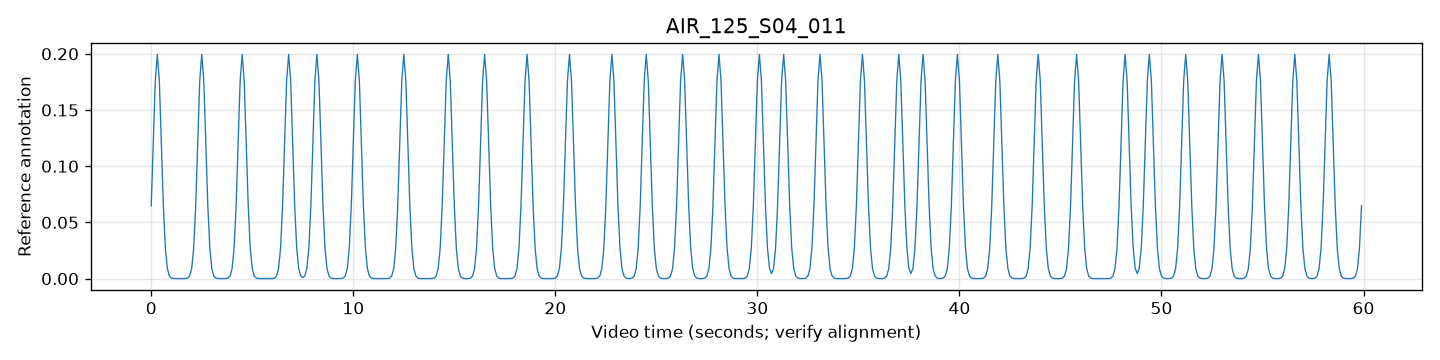 AIR_125_S04_011
Reference annotation
0.20
0.15
0.10
0.05
0.00
0 10 20 30 40 50 60
Video time (seconds; verify alignment)